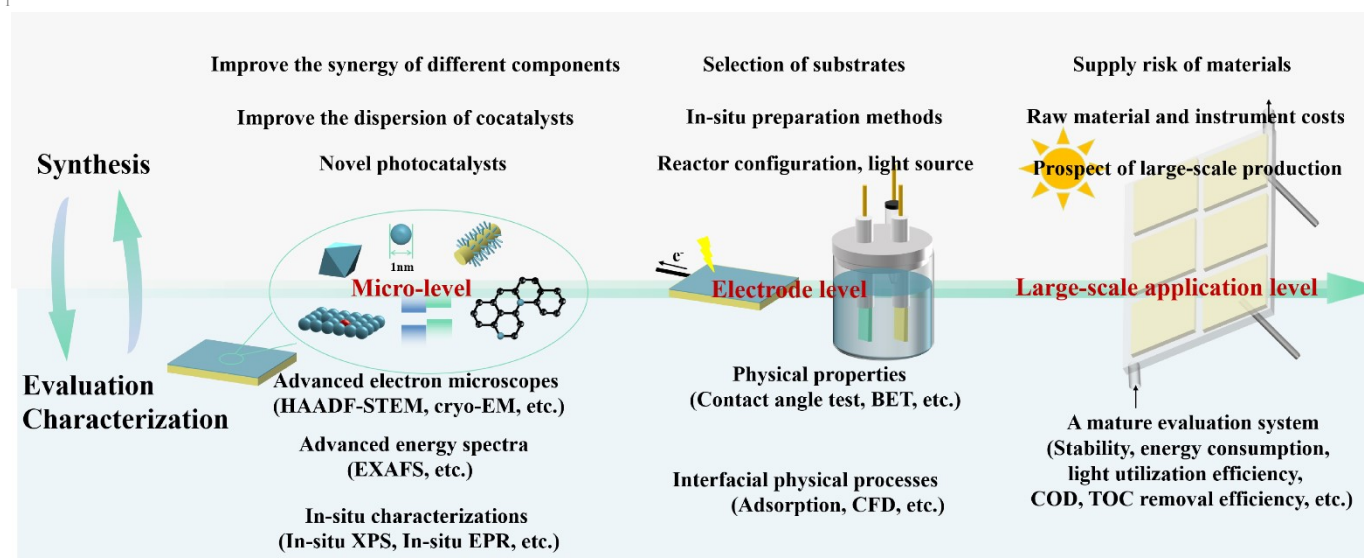 Improve the synergy of different components
Selection of substrates
Supply risk of materials
Improve the dispersion of cocatalysts
In-situ preparation methods
Raw material and instrument costs
Synthesis
Novel photocatalysts
Reactor configuration, light source
Prospect of large-scale production
1nm
e-
Micro-level
Electrode level
Large-scale application level
Evaluation
Characterization
Advanced electron microscopes
(HAADF-STEM, cryo-EM, etc.)
Physical properties
(Contact angle test, BET, etc.)
A mature evaluation system
(Stability, energy consumption,
light utilization efficiency,
COD, TOC removal efficiency, etc.)
Advanced energy spectra
(EXAFS, etc.)
Interfacial physical processes
(Adsorption, CFD, etc.)
In-situ characterizations
(In-situ XPS, In-situ EPR, etc.)